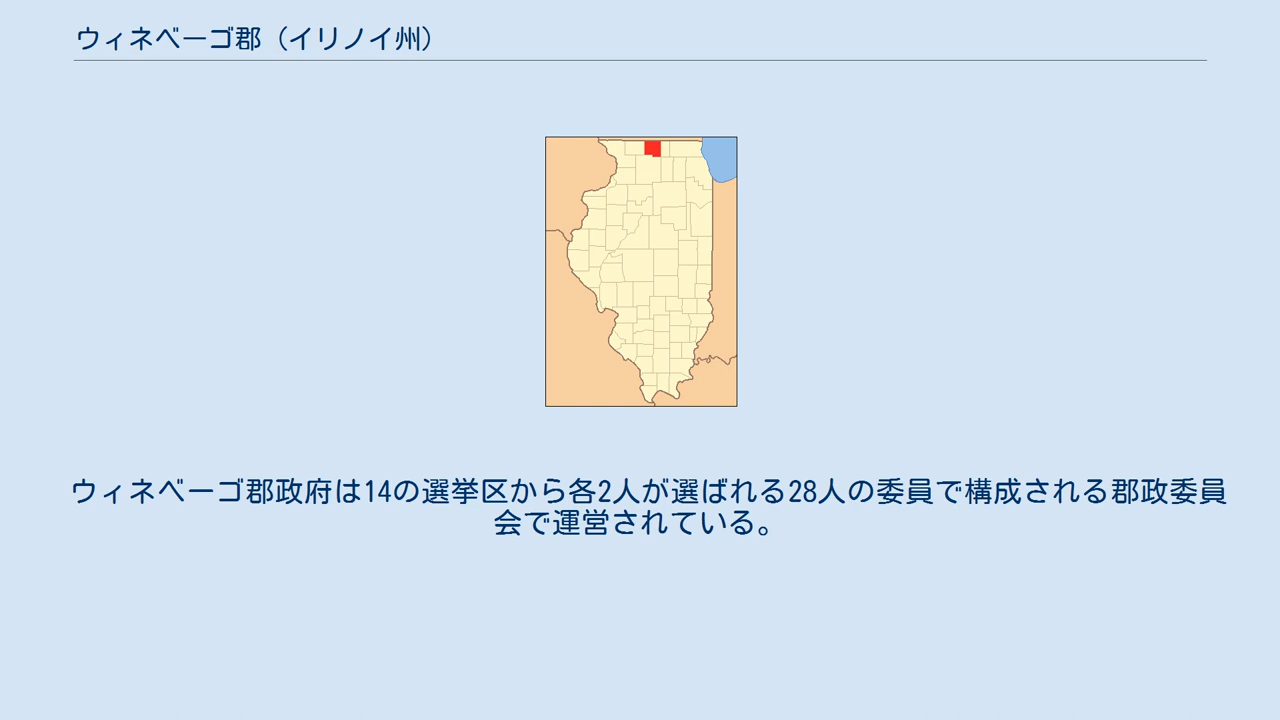 ウィネベーゴ郡（イリノイ州）
ウィネベーゴ郡政府は14の選挙区から各2人が選ばれる28人の委員で構成される郡政委員
会で運営されている。